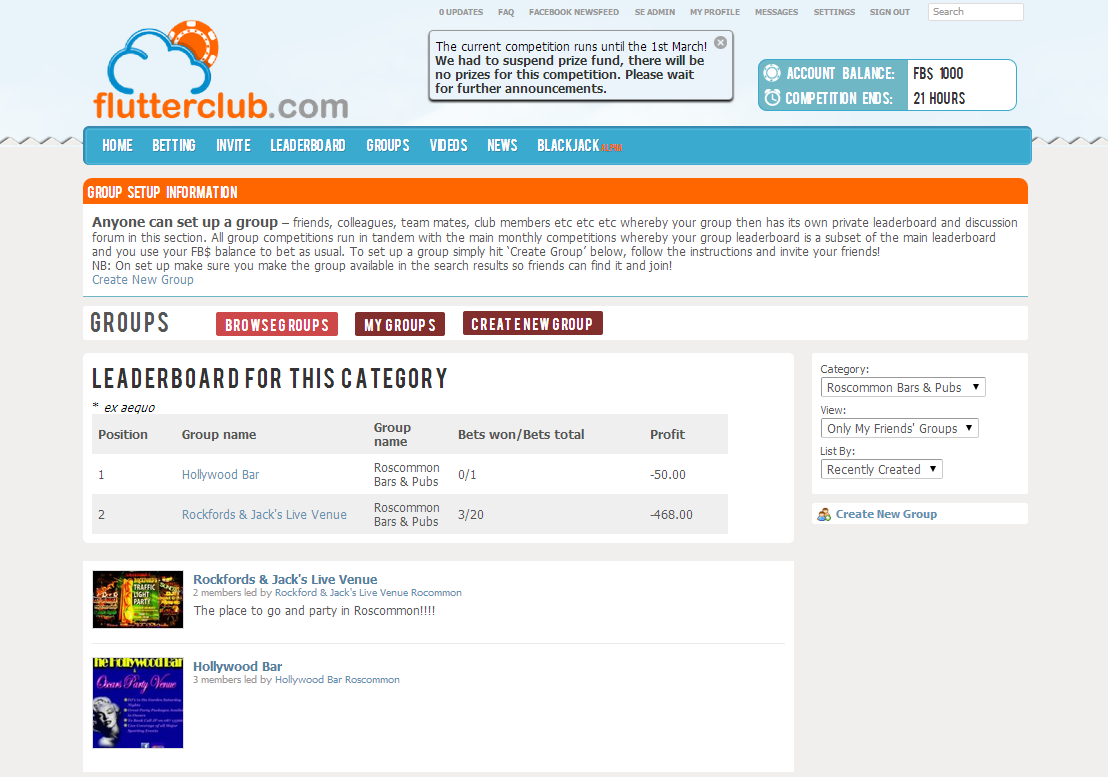 0 UPDATES FAQ FACEBOOK NEWSFEED SE ADMIN MY PROFILE MESSAGES SETTINGS SIGN OUT Search
flutterclub.com
The current competition runs until the 1st March!
We had to suspend prize fund, there will be
no prizes for this competition. Please wait
for further announcements.
ACCOUNT BALANCE: FB$ 1000
COMPETITION ENDS: 21 HOURS
HOME BETTING INVITE LEADERBOARD GROUPS VIDEOS NEWS BLACKJACK ALPHA
GROUP SETUP INFORMATION
Anyone can set up a group – friends, colleagues, team mates, club members etc etc etc whereby your group then has its own private leaderboard and discussion
forum in this section. All group competitions run in tandem with the main monthly competitions whereby your group leaderboard is a subset of the main leaderboard
and you use your FB$ balance to bet as usual. To set up a group simply hit ‘Create Group’ below, follow the instructions and invite your friends!
NB: On set up make sure you make the group available in the search results so friends can find it and join!
Create New Group
GROUPS BROWSE GROUPS MY GROUPS CREATE NEW GROUP
LEADERBOARD FOR THIS CATEGORY
* ex aequo
Position Group name Group name Bets won/Bets total Profit
1 Hollywood Bar Roscommon Bars & Pubs 0/1 -50.00
2 Rockfords & Jack's Live Venue Roscommon Bars & Pubs 3/20 -468.00
Category:
Roscommon Bars & Pubs
View:
Only My Friends' Groups
List By:
Recently Created
Create New Group
TRAFFIC
LIGHT
PARTY
Rockfords & Jack's Live Venue
2 members led by Rockford & Jack's Live Venue Rocommon
The place to go and party in Roscommon!!!!
The Hollywood Bar
Oscars Party Venue
Hollywood Bar
3 members led by Hollywood Bar Roscommon